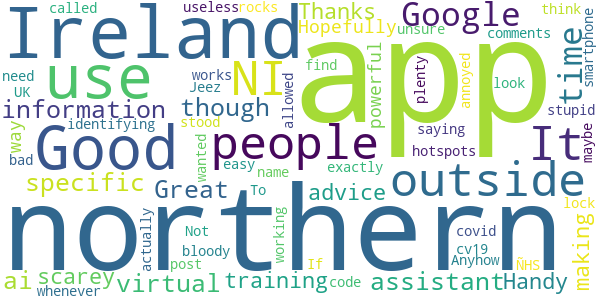 Ireland
app
useless rocks
called
Thanks
Google
Hopefully unsure
think
comments
time
smartphone
need
works
find
UK
use
Jeez
NI
allowed
powerful
plenty
annoyed
look
information
though
stupid
way
identifying
stood
saying
maybe
bad
Good
people
hotspots
It
wanted
easy
name
exactly
specific
Great
To
advice
outside
northern
actually
Not
working
covid
making
lock
bloody
cv19
If
Anyhow
ai
scarey
post
ÑHS
whenever
virtual
training
code
assistant
Handy